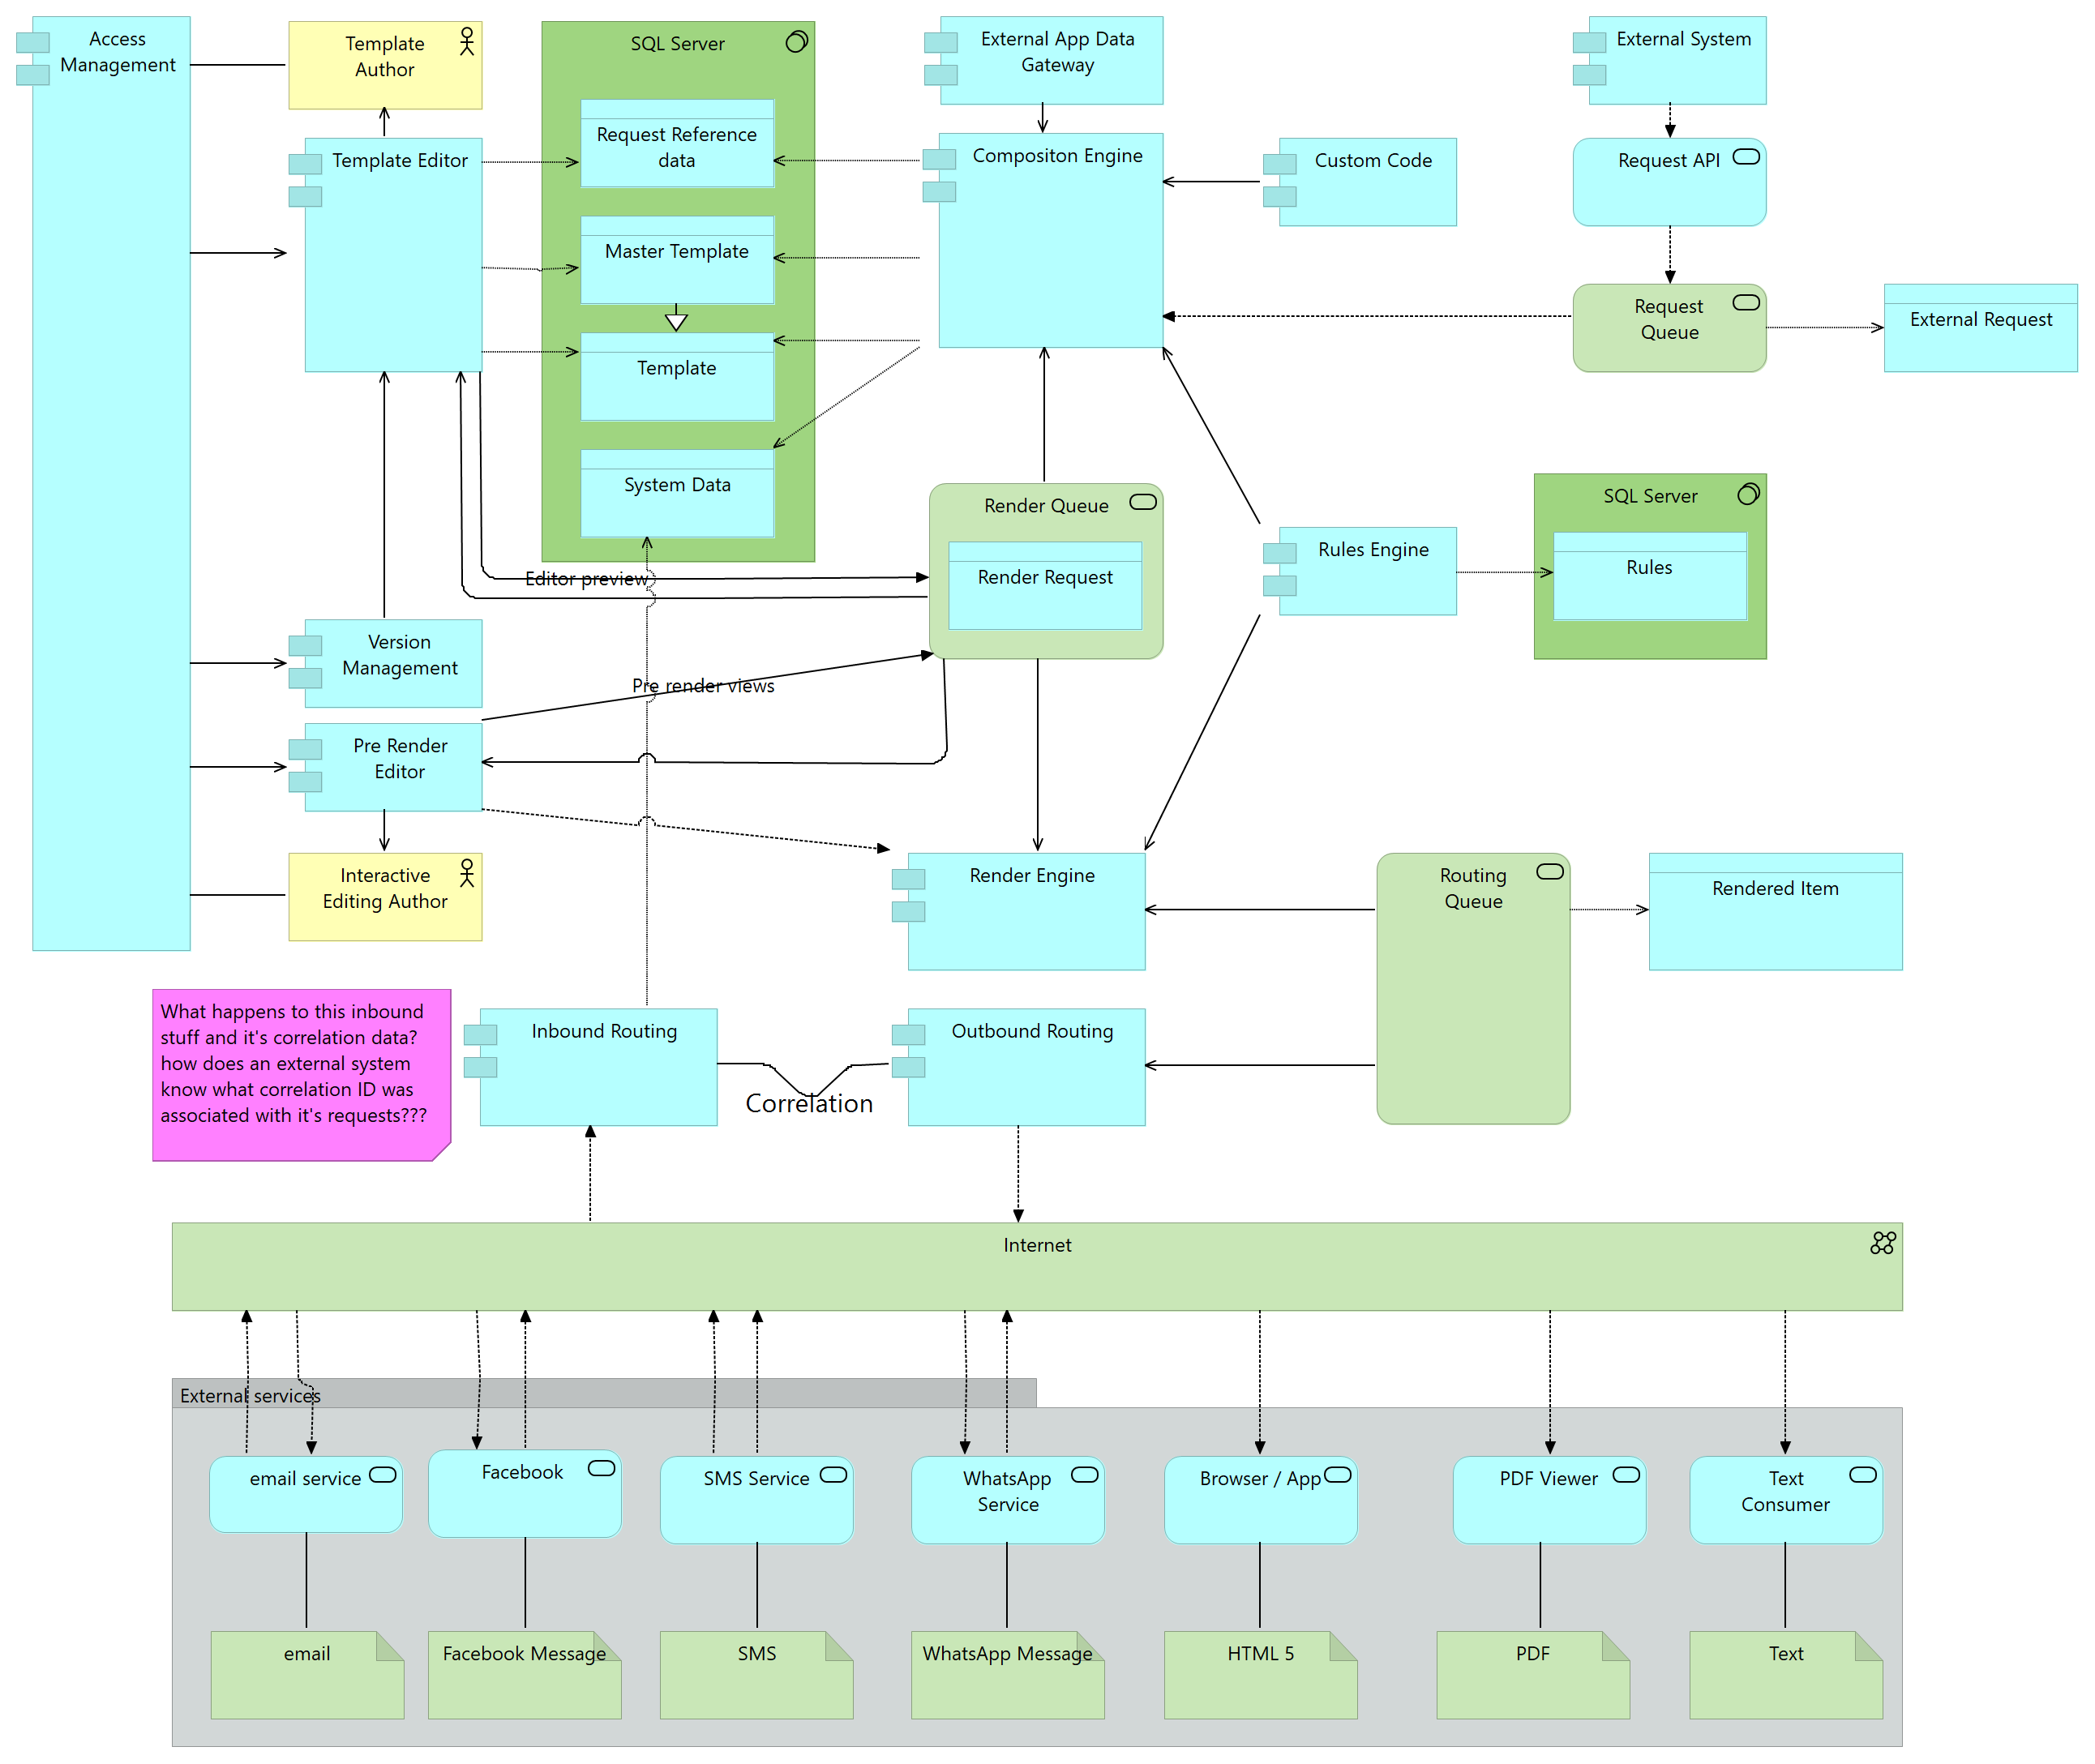 Access
Management
Template
Author
SQL Server
External App Data
Gateway
External System
Template Editor
Request Reference
data
Compositon Engine
Custom Code
Request API
Master Template
Request
Queue
External Request
Template
System Data
Render Queue
Render Request
Rules Engine
SQL Server
Rules
Editor preview
Version
Management
Pre render views
Pre Render
Editor
Interactive
Editing Author
Render Engine
Routing
Queue
Rendered Item
What happens to this inbound
stuff and it's correlation data?
how does an external system
know what correlation ID was
associated with it's requests???
Inbound Routing
Outbound Routing
Correlation
Internet
External services
email service
Facebook
SMS Service
WhatsApp
Service
Browser / App
PDF Viewer
Text
Consumer
email
Facebook Message
SMS
WhatsApp Message
HTML 5
PDF
Text